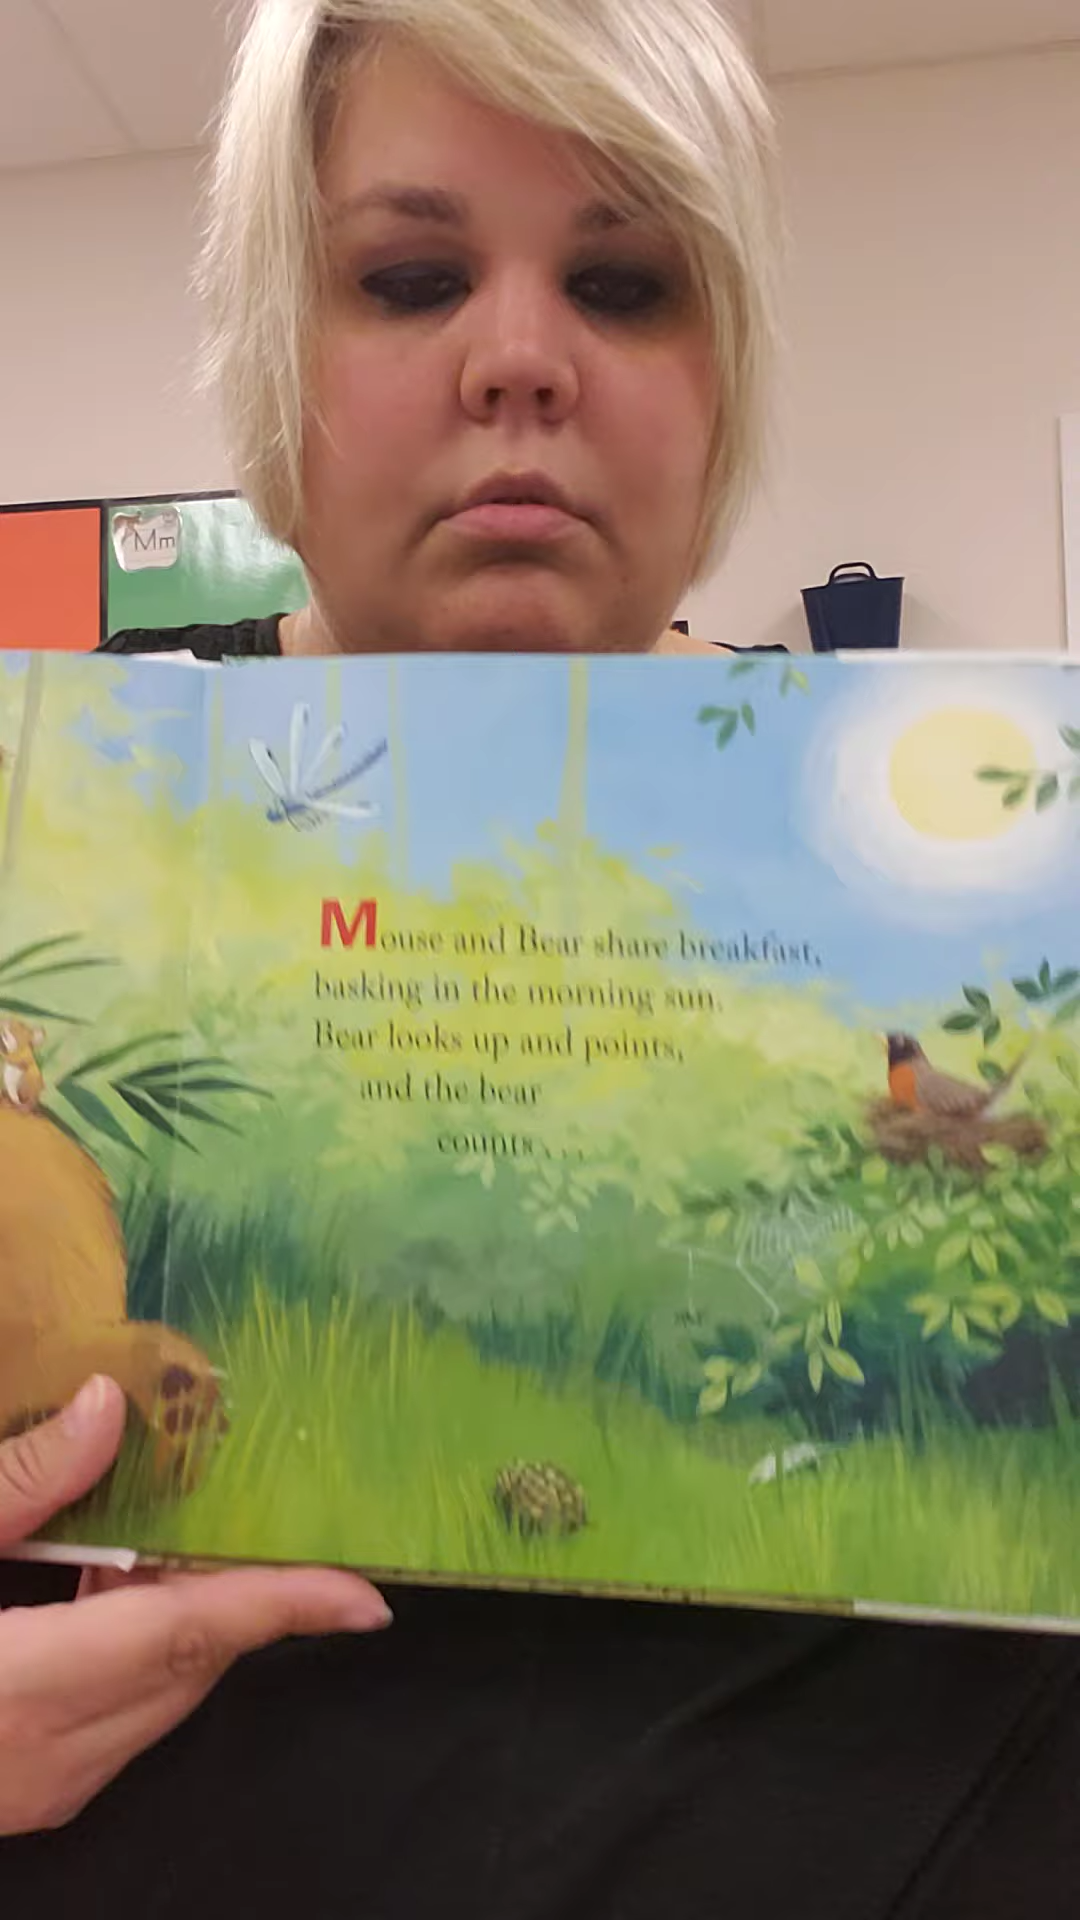 Mm
Mouse and Bear share breakfast,
basking in the morning sun.
Bear looks up and points,
and the bear
counts . . .